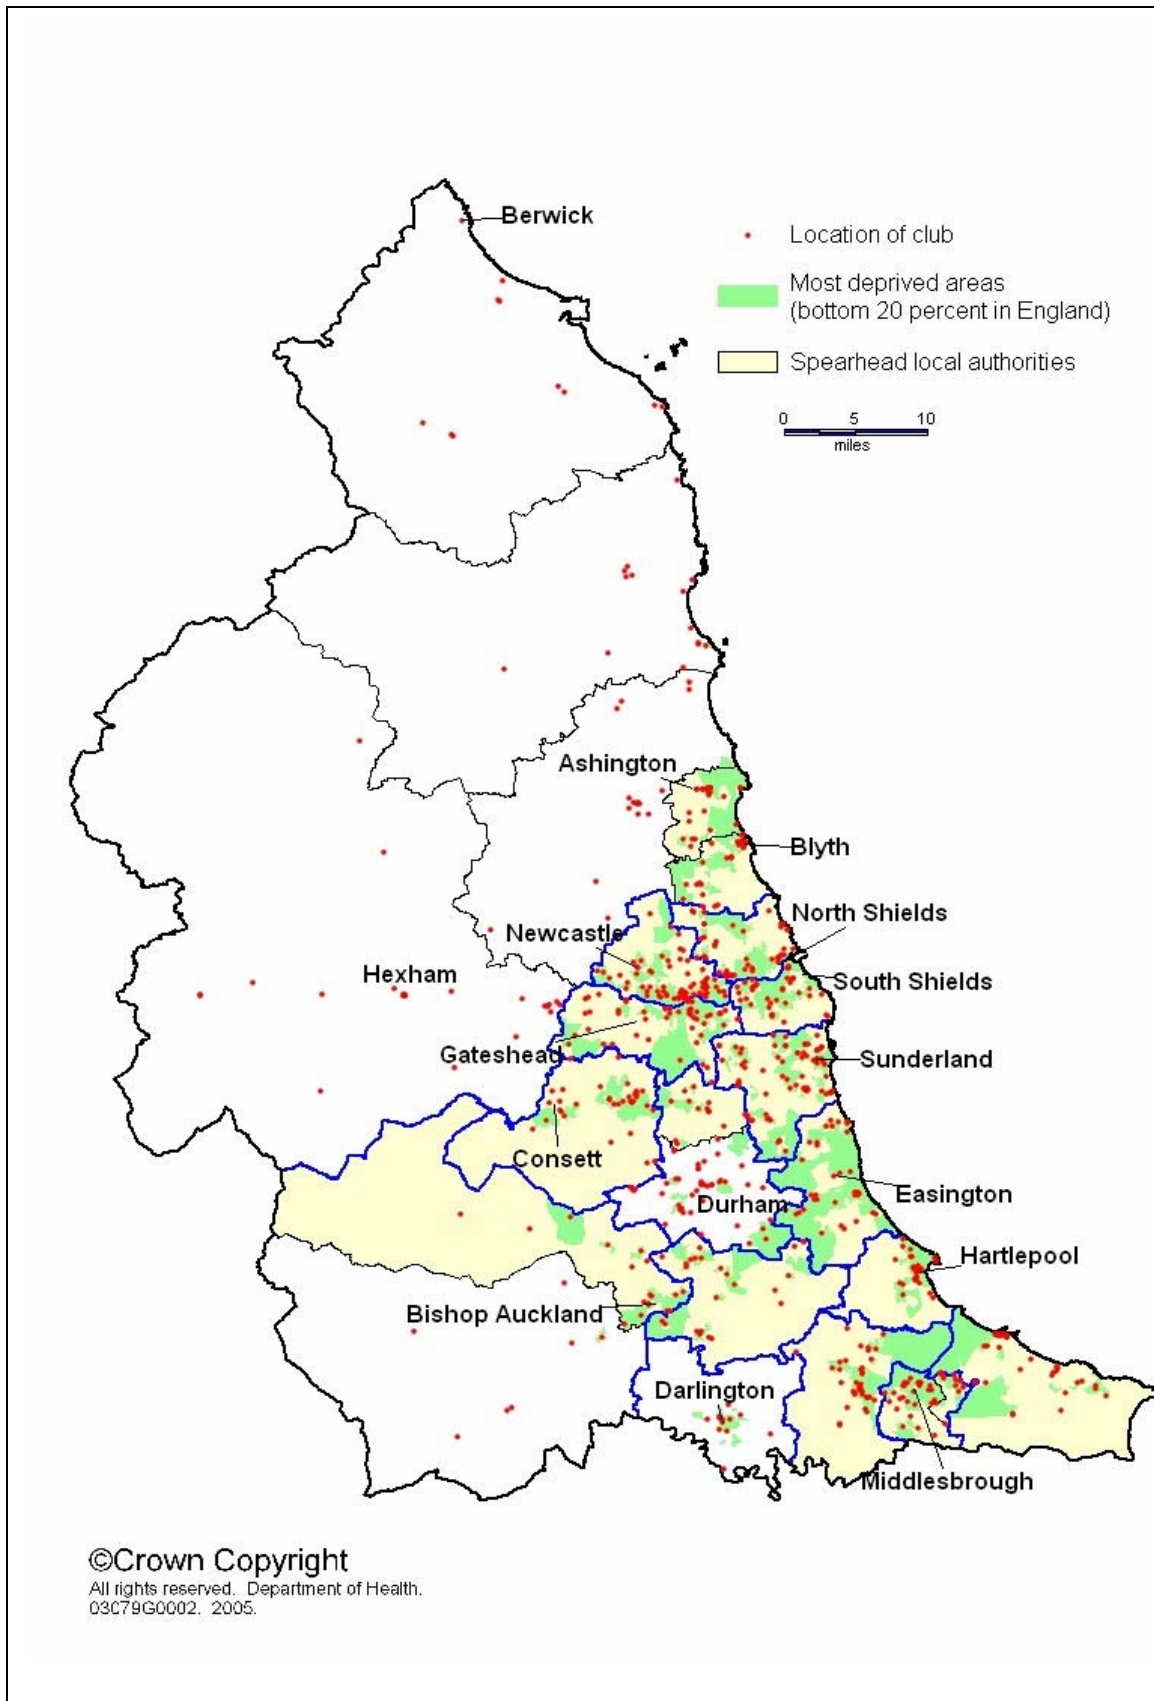 Berwick
Location of club
Most deprived areas
(bottom 20 percent in England)
Spearhead local authorities
0 5 10
miles
Ashington
Blyth
North Shields
Newcastle
Hexham
South Shields
Gateshead
Sunderland
Consett
Easington
Durham
Hartlepool
Bishop Auckland
Darlington
Middlesbrough
©Crown Copyright
All rights reserved. Department of Health.
03079G0002. 2005.